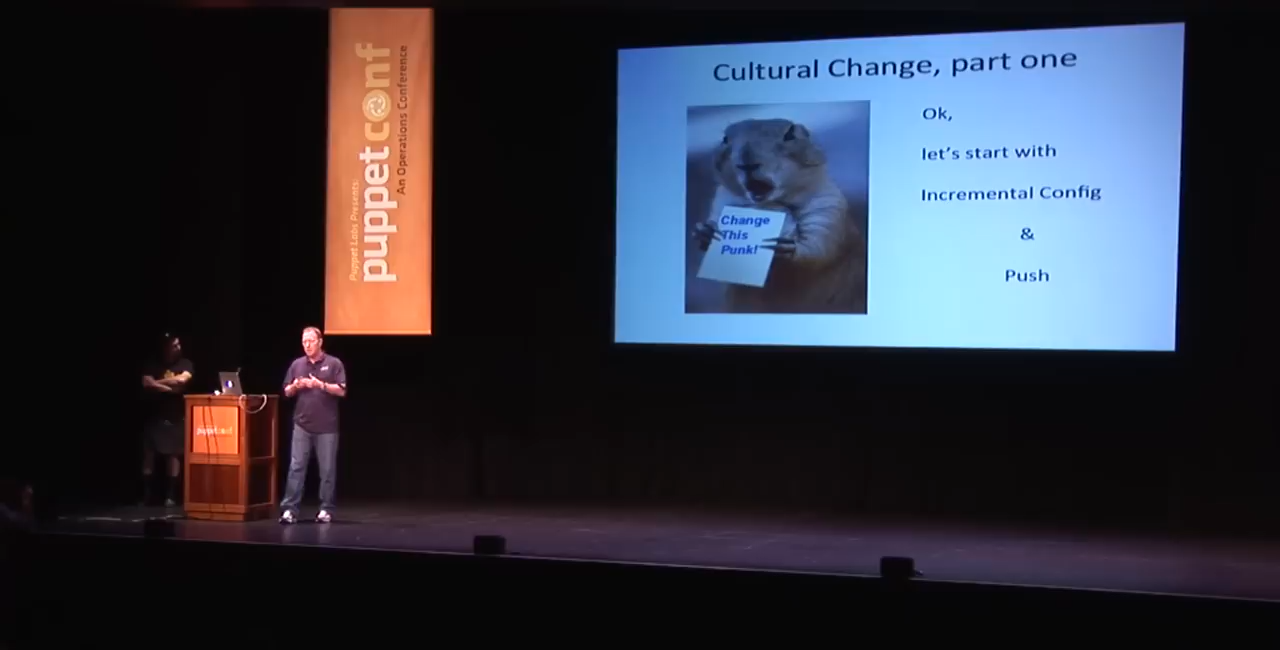 Puppet Labs Presents:
puppetconf
An Operations Conference
Cultural Change, part one
Change
This
Punk!
Ok,
let's start with
Incremental Config
&
Push
puppetconf